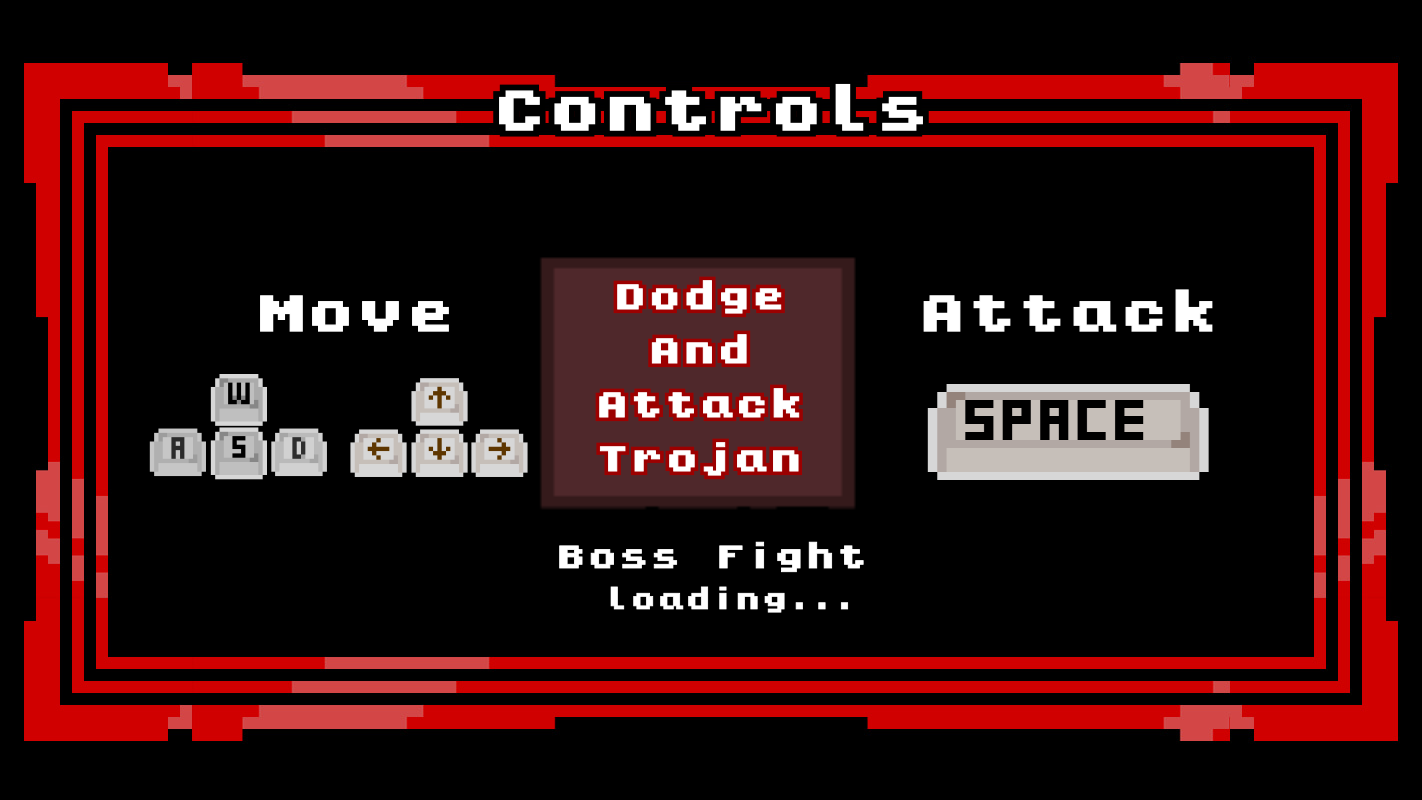 Controls
Move
W
A S D
↑
← ↓ →
Dodge
And
Attack
Trojan
Attack
SPACE
Boss Fight
loading...